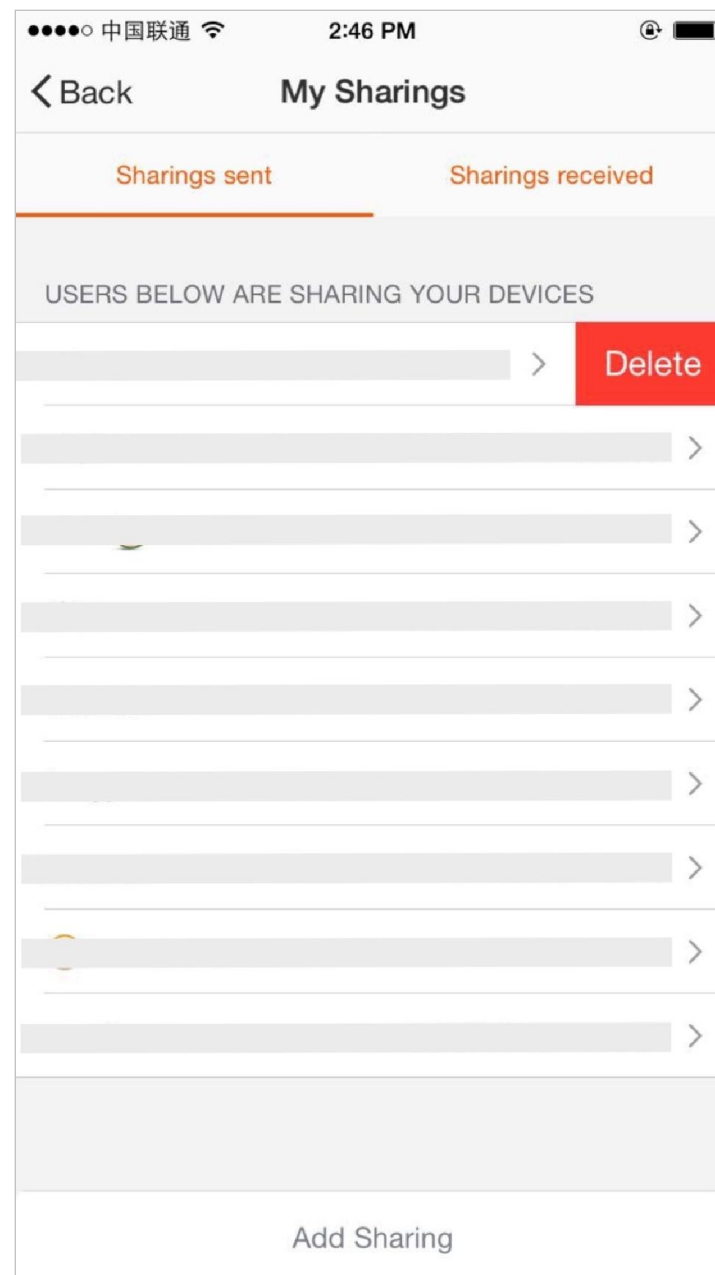 中国联通 2:46 PM
Back My Sharings
Sharings sent Sharings received
USERS BELOW ARE SHARING YOUR DEVICES
Delete
Add Sharing